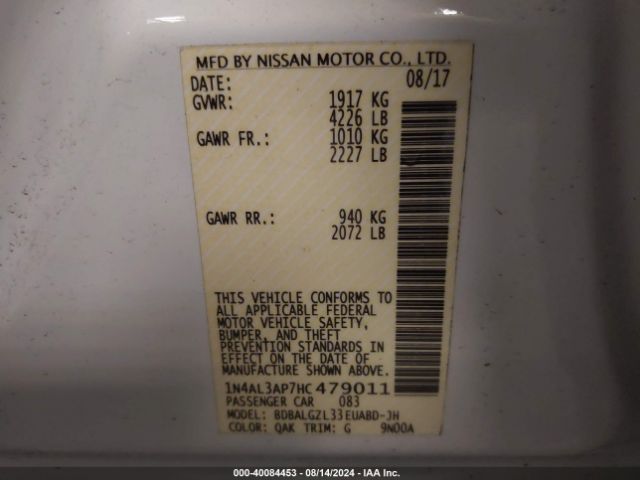 MFD BY NISSAN MOTOR CO., LTD.
DATE: 08/17
GVWR: 1917 KG
4226 LB
GAWR FR.: 1010 KG
2227 LB
GAWR RR.: 940 KG
2072 LB
THIS VEHICLE CONFORMS TO
ALL APPLICABLE FEDERAL
MOTOR VEHICLE SAFETY,
BUMPER, AND THEFT
PREVENTION STANDARDS IN
EFFECT ON THE DATE OF
MANUFACTURE SHOWN ABOVE.
1N4AL3AP7HC479011
PASSENGER CAR 083
MODEL: BDBALGZL33EUABD-JH
COLOR: QAK TRIM: G 9N00A
000-40084453 - 08/14/2024 - IAA Inc.